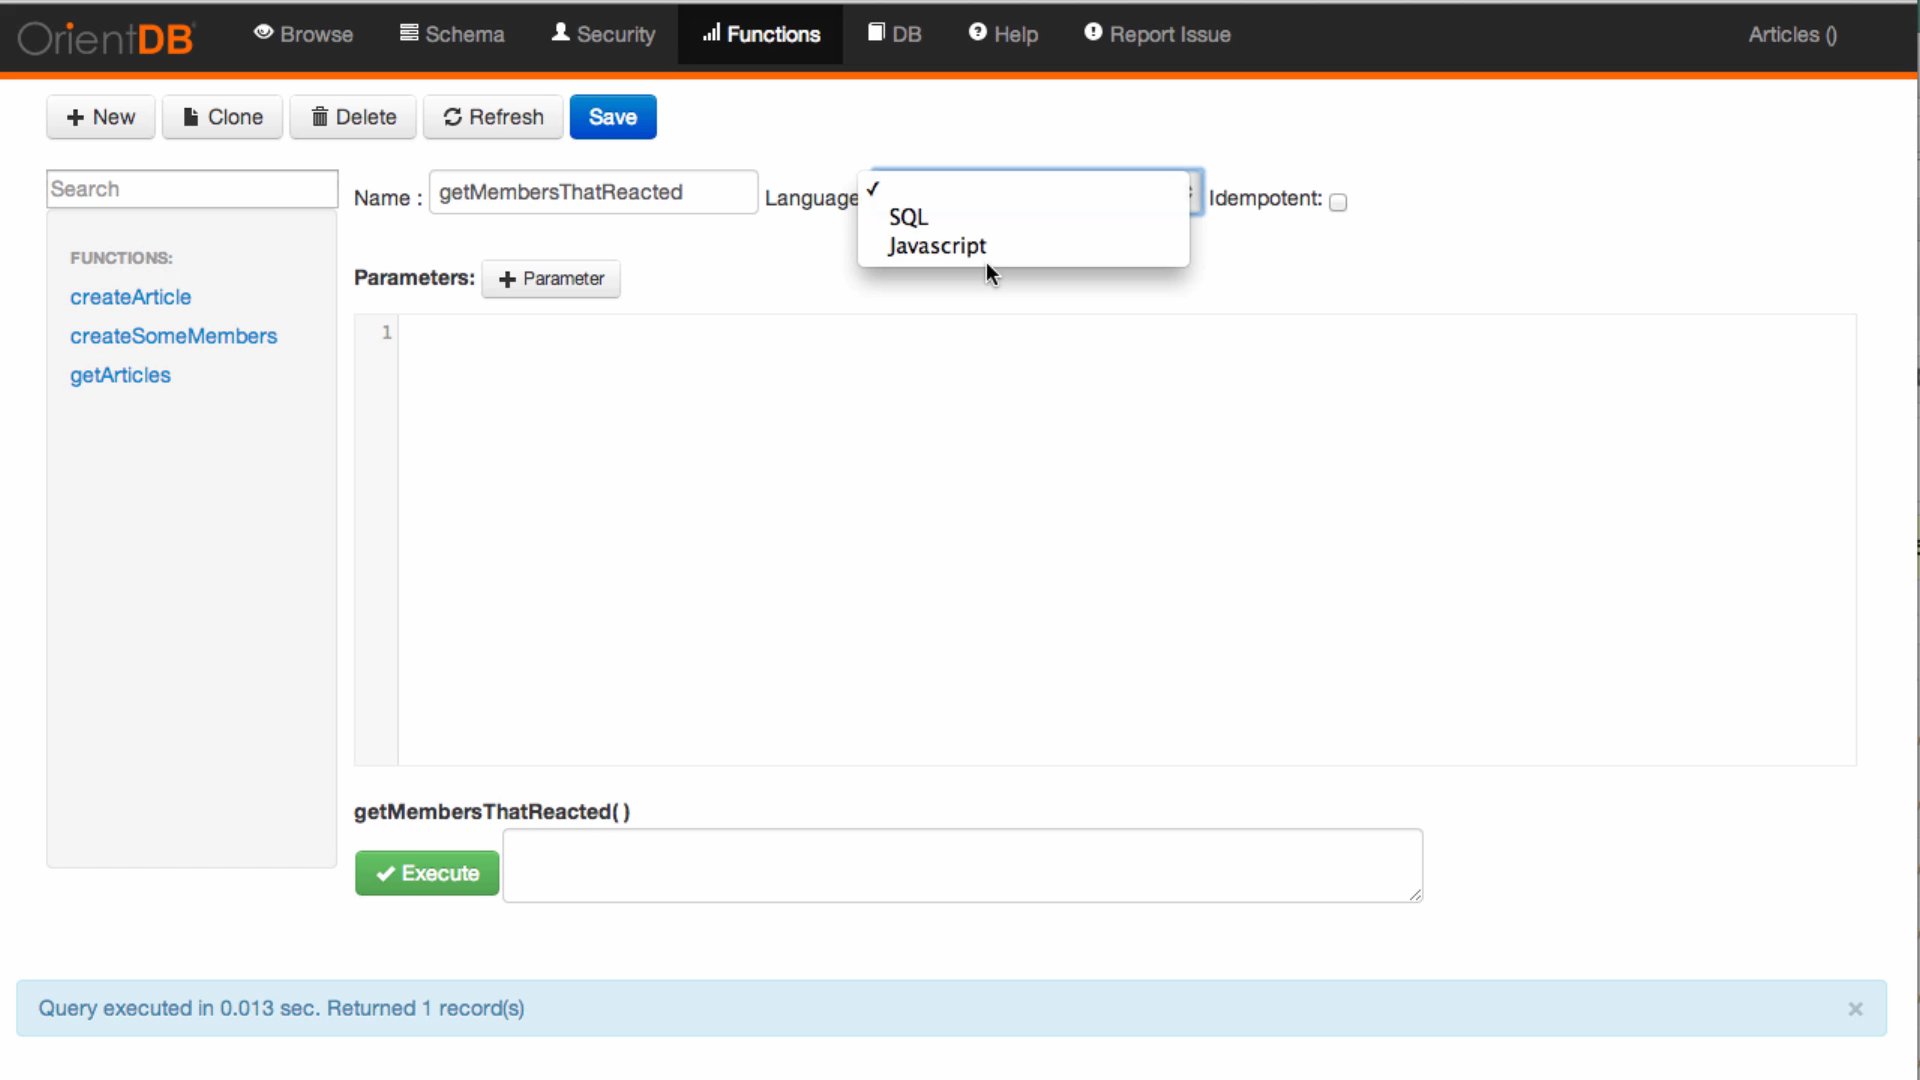 OrientDB Browse Schema Security Functions DB Help Report Issue Articles ()
New Clone Delete Refresh Save
Search
Name : getMembersThatReacted Language Idempotent:
SQL
Javascript
Parameters: Parameter
FUNCTIONS:
createArticle
createSomeMembers
getArticles
1
getMembersThatReacted( )
Execute
Query executed in 0.013 sec. Returned 1 record(s) ×